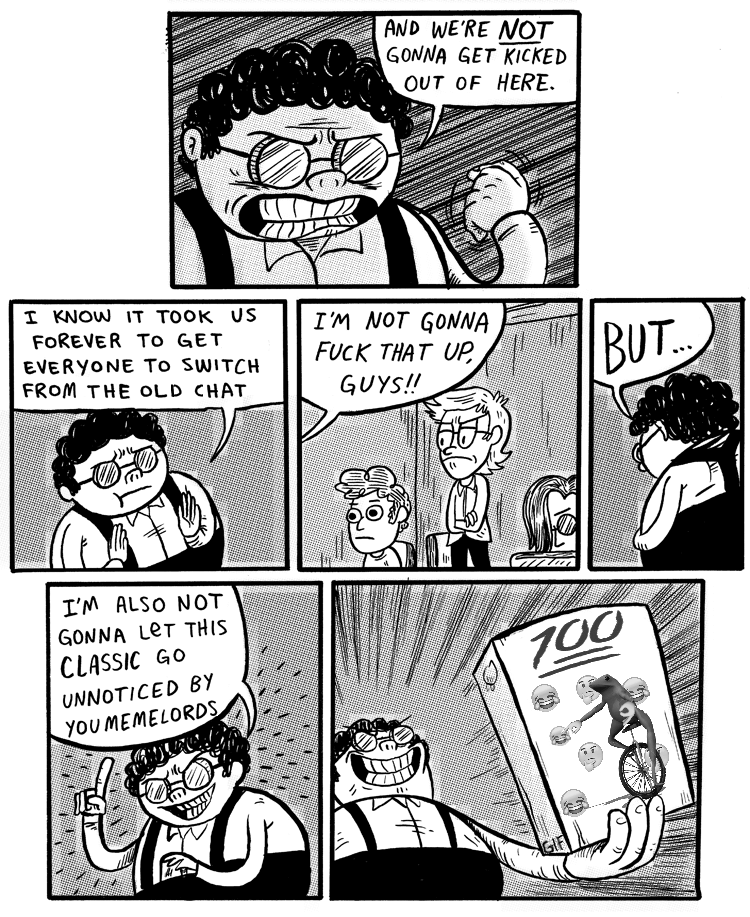 AND WE'RE NOT
GONNA GET KICKED
OUT OF HERE.
I KNOW IT TOOK US
FOREVER TO GET
EVERYONE TO SWITCH
FROM THE OLD CHAT
I'M NOT GONNA
FUCK THAT UP,
GUYS!!
BUT...
I'M ALSO NOT
GONNA LET THIS
CLASSIC GO
UNNOTICED BY
YOU MEMELORDS
100
GIF